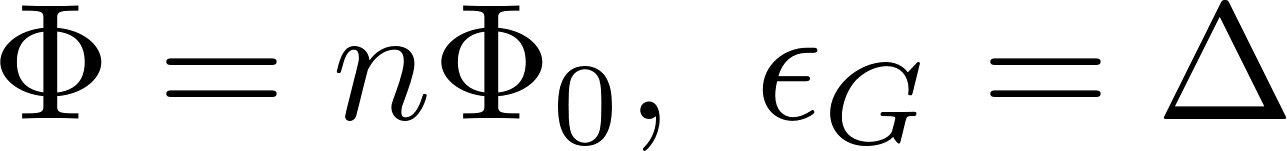 Φ = nΦ₀, ϵ_G = Δ